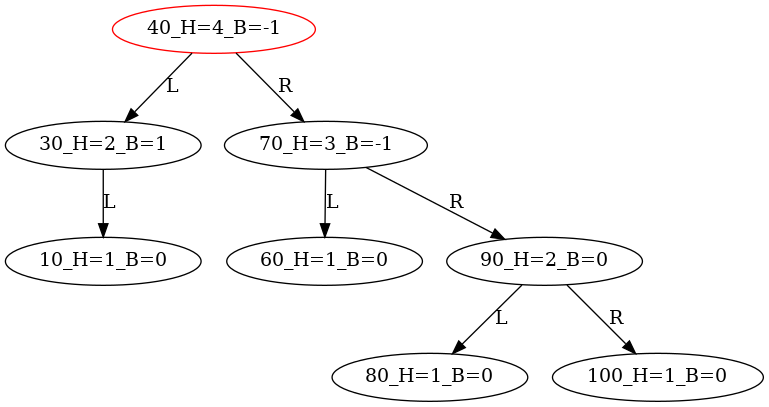 40_H=4_B=-1
L
R
30_H=2_B=1
70_H=3_B=-1
L
L
R
10_H=1_B=0
60_H=1_B=0
90_H=2_B=0
L
R
80_H=1_B=0
100_H=1_B=0